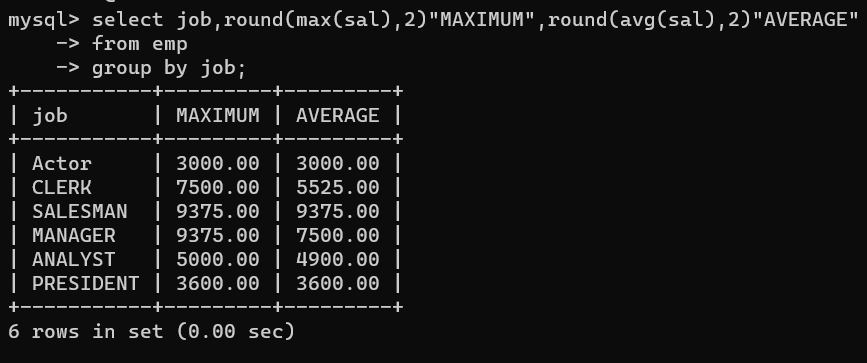 mysql> select job,round(max(sal),2)"MAXIMUM",round(avg(sal),2)"AVERAGE"
    -> from emp
    -> group by job;
+-----------+---------+---------+
| job       | MAXIMUM | AVERAGE |
+-----------+---------+---------+
| Actor     | 3000.00 | 3000.00 |
| CLERK     | 7500.00 | 5525.00 |
| SALESMAN  | 9375.00 | 9375.00 |
| MANAGER   | 9375.00 | 7500.00 |
| ANALYST   | 5000.00 | 4900.00 |
| PRESIDENT | 3600.00 | 3600.00 |
+-----------+---------+---------+
6 rows in set (0.00 sec)